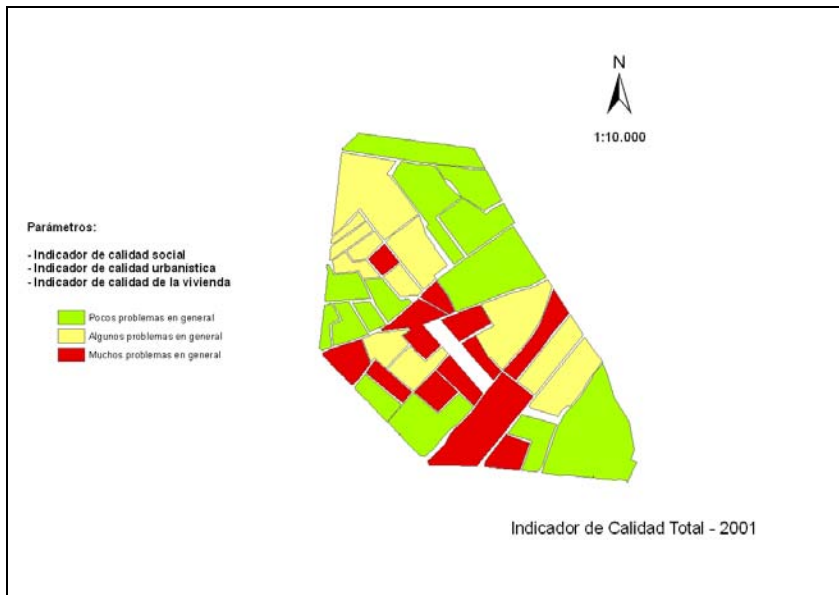 N
1:10.000
Parámetros:
- Indicador de calidad social
- Indicador de calidad urbanística
- Indicador de calidad de la vivienda
Pocos problemas en general
Algunos problemas en general
Muchos problemas en general
Indicador de Calidad Total - 2001